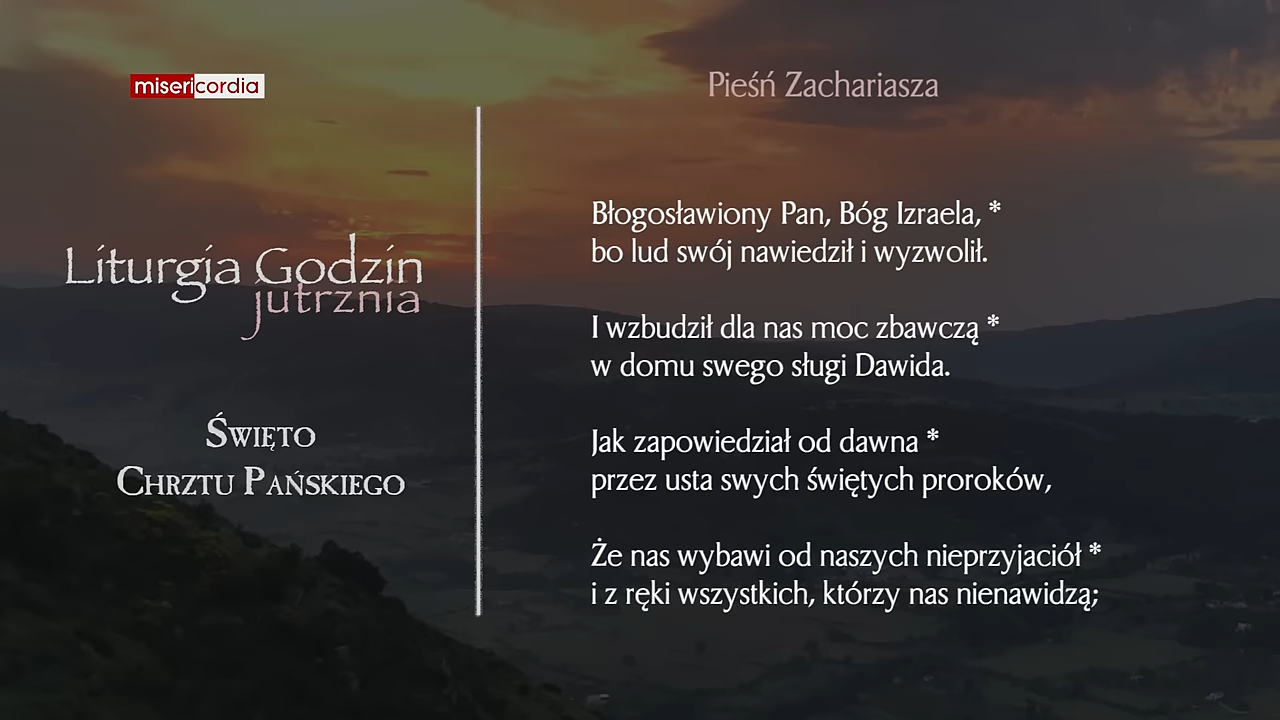 misericordia
Liturgia Godzin
jutrznia
Święto
Chrztu Pańskiego
Pieśń Zachariasza
Błogosławiony Pan, Bóg Izraela, *
bo lud swój nawiedził i wyzwolił.
I wzbudził dla nas moc zbawczą *
w domu swego sługi Dawida.
Jak zapowiedział od dawna *
przez usta swych świętych proroków,
Że nas wybawi od naszych nieprzyjaciół *
i z ręki wszystkich, którzy nas nienawidzą;